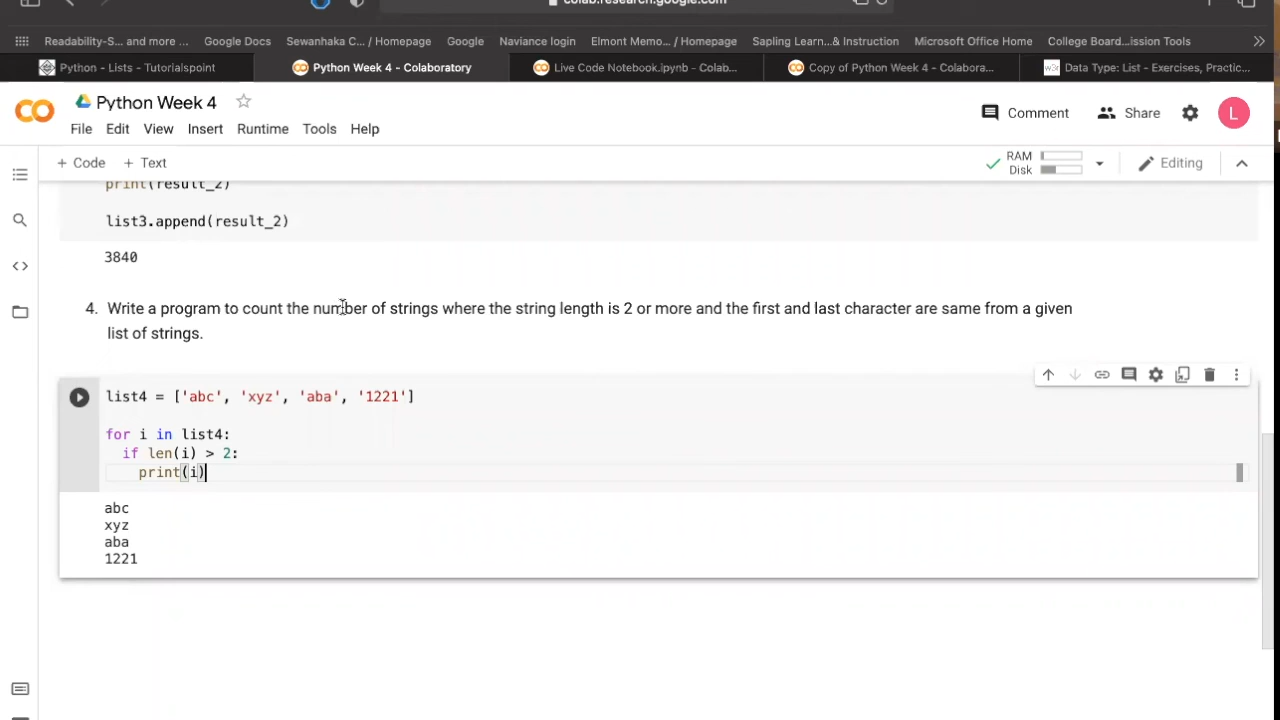 colab.research.google.com
Readability-S... and more ... Google Docs Sewanhaka C... / Homepage Google Naviance login Elmont Memo... / Homepage Sapling Learn...& Instruction Microsoft Office Home College Board...ission Tools
Python - Lists - Tutorialspoint Python Week 4 - Colaboratory Live Code Notebook.ipynb - Colab... Copy of Python Week 4 - Colabora... w3r Data Type: List - Exercises, Practic...
CO Python Week 4 Comment Share L
File Edit View Insert Runtime Tools Help
+ Code + Text RAM Disk Editing
print(result_2)
list3.append(result_2)
3840
4. Write a program to count the number of strings where the string length is 2 or more and the first and last character are same from a given
list of strings.
list4 = ['abc', 'xyz', 'aba', '1221']
for i in list4:
if len(i) > 2:
print(i)
abc
xyz
aba
1221